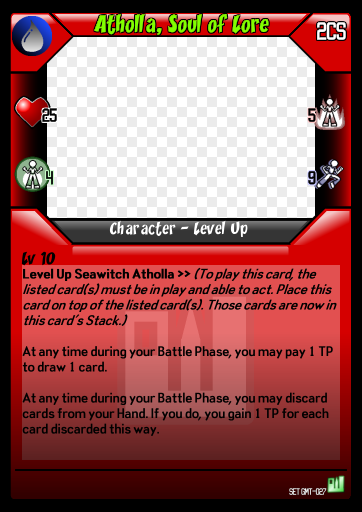 Atholla, Soul of Lore
2CS
25
5
4
9
Character - Level Up
Lv 10
Level Up Seawitch Atholla >> (To play this card, the
listed card(s) must be in play and able to act. Place this
card on top of the listed card(s). Those cards are now in
this card's Stack.)
At any time during your Battle Phase, you may pay 1 TP
to draw 1 card.
At any time during your Battle Phase, you may discard
cards from your Hand. If you do, you gain 1 TP for each
card discarded this way.
SET GMT-027